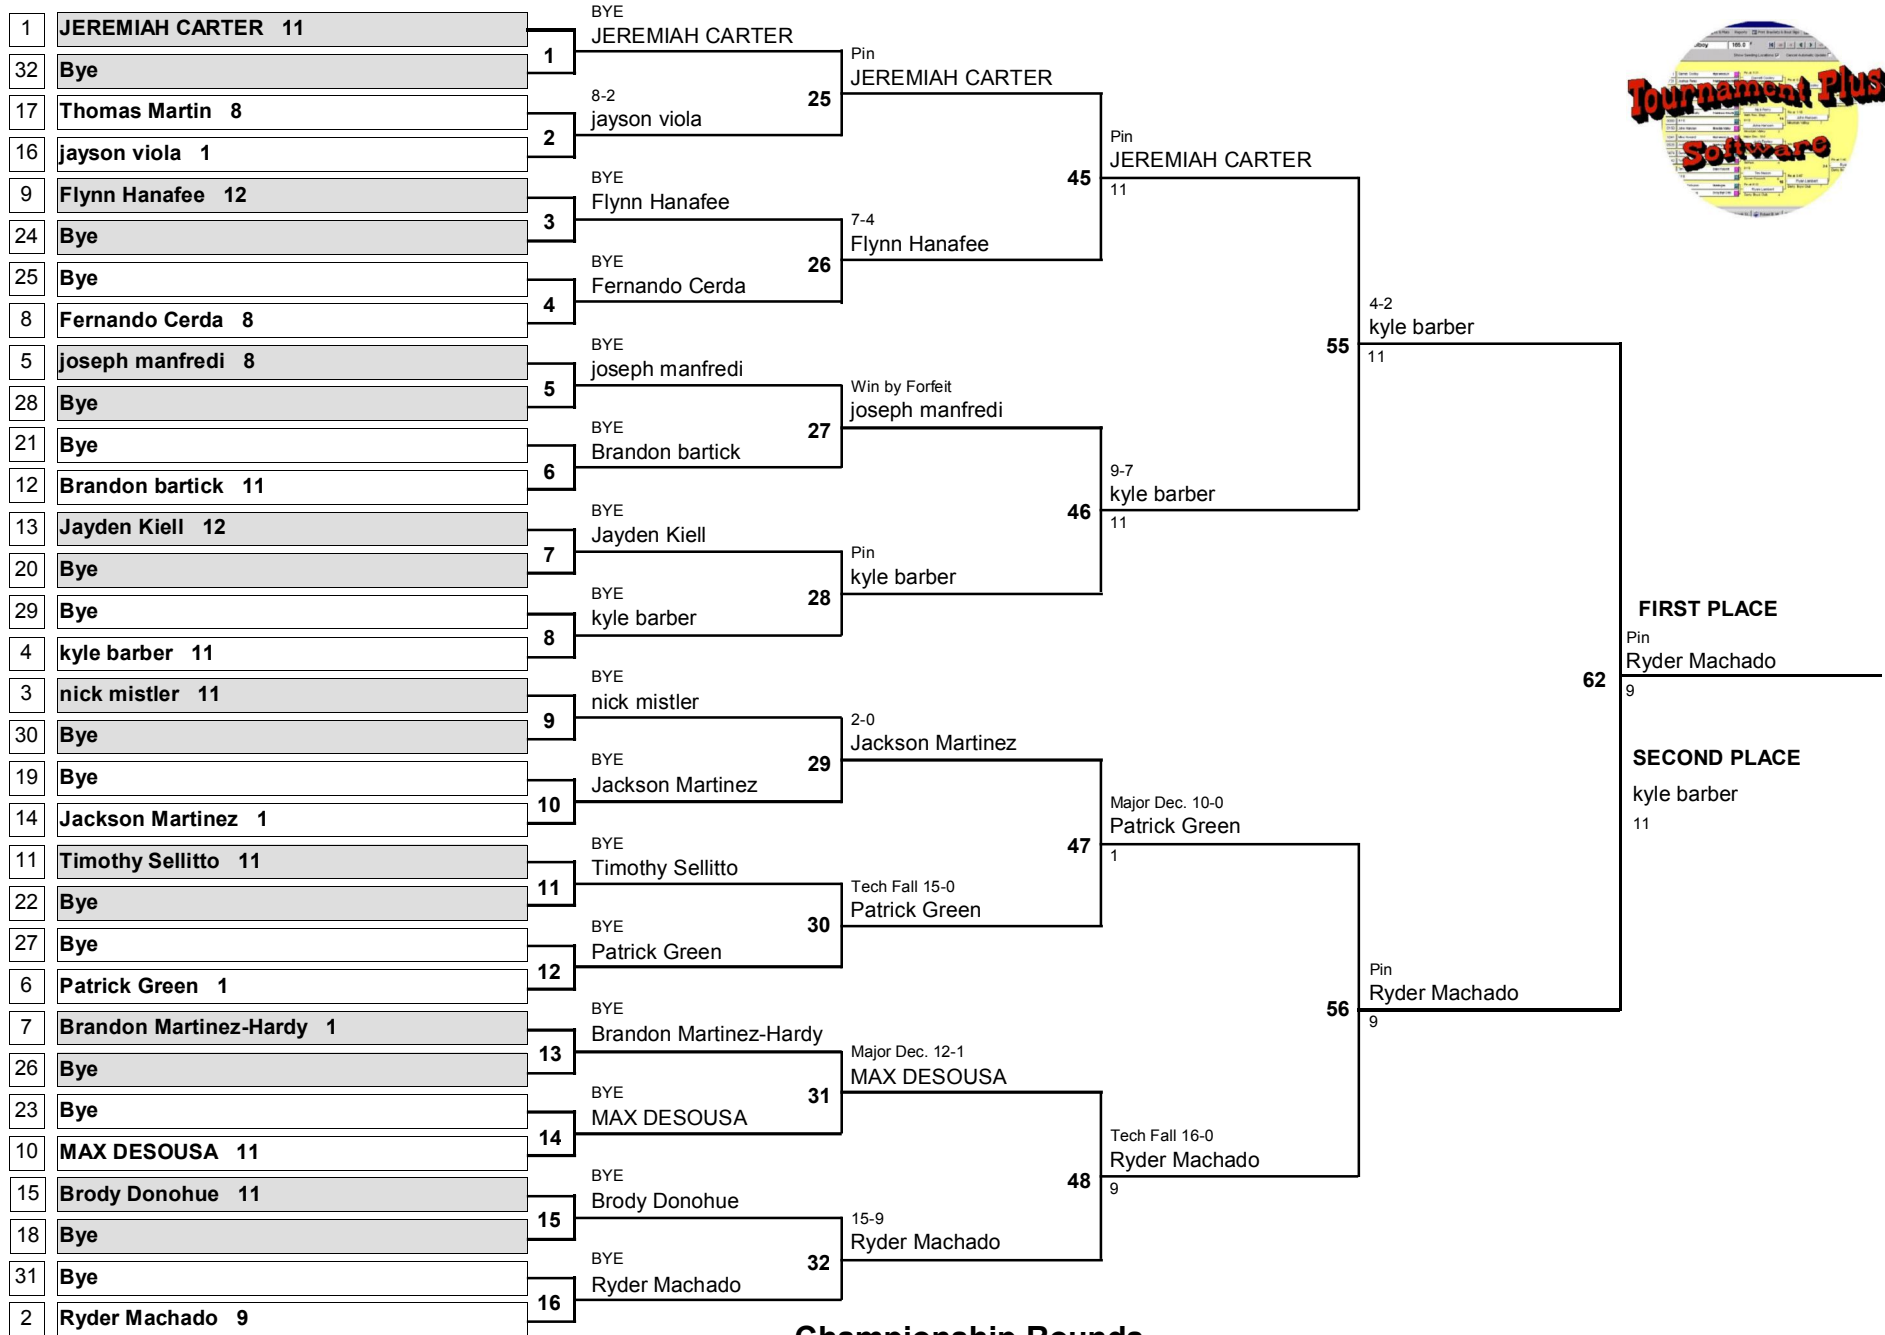 1 JEREMIAH CARTER 11
32 Bye
17 Thomas Martin 8
16 jayson viola 1
9 Flynn Hanafee 12
24 Bye
25 Bye
8 Fernando Cerda 8
5 joseph manfredi 8
28 Bye
21 Bye
12 Brandon bartick 11
13 Jayden Kiell 12
20 Bye
29 Bye
4 kyle barber 11
3 nick mistler 11
30 Bye
19 Bye
14 Jackson Martinez 1
11 Timothy Sellitto 11
22 Bye
27 Bye
6 Patrick Green 1
7 Brandon Martinez-Hardy 1
26 Bye
23 Bye
10 MAX DESOUSA 11
15 Brody Donohue 11
18 Bye
31 Bye
2 Ryder Machado 9
1
2
3
4
5
6
7
8
9
10
11
12
13
14
15
16
BYE
JEREMIAH CARTER
8-2
jayson viola
BYE
Flynn Hanafee
BYE
Fernando Cerda
BYE
joseph manfredi
BYE
Brandon bartick
BYE
Jayden Kiell
BYE
kyle barber
BYE
nick mistler
BYE
Jackson Martinez
BYE
Timothy Sellitto
BYE
Patrick Green
BYE
Brandon Martinez-Hardy
BYE
MAX DESOUSA
BYE
Brody Donohue
BYE
Ryder Machado
25
26
27
28
29
30
31
32
Pin
JEREMIAH CARTER
7-4
Flynn Hanafee
Win by Forfeit
joseph manfredi
Pin
kyle barber
2-0
Jackson Martinez
Tech Fall 15-0
Patrick Green
Major Dec. 12-1
MAX DESOUSA
15-9
Ryder Machado
45
46
47
48
Pin
JEREMIAH CARTER
11
9-7
kyle barber
11
Major Dec. 10-0
Patrick Green
1
Tech Fall 16-0
Ryder Machado
9
55
56
4-2
kyle barber
11
Pin
Ryder Machado
9
62
FIRST PLACE
Pin
Ryder Machado
9
SECOND PLACE
kyle barber
11
Tournament Plus
Software
Championship Rounds